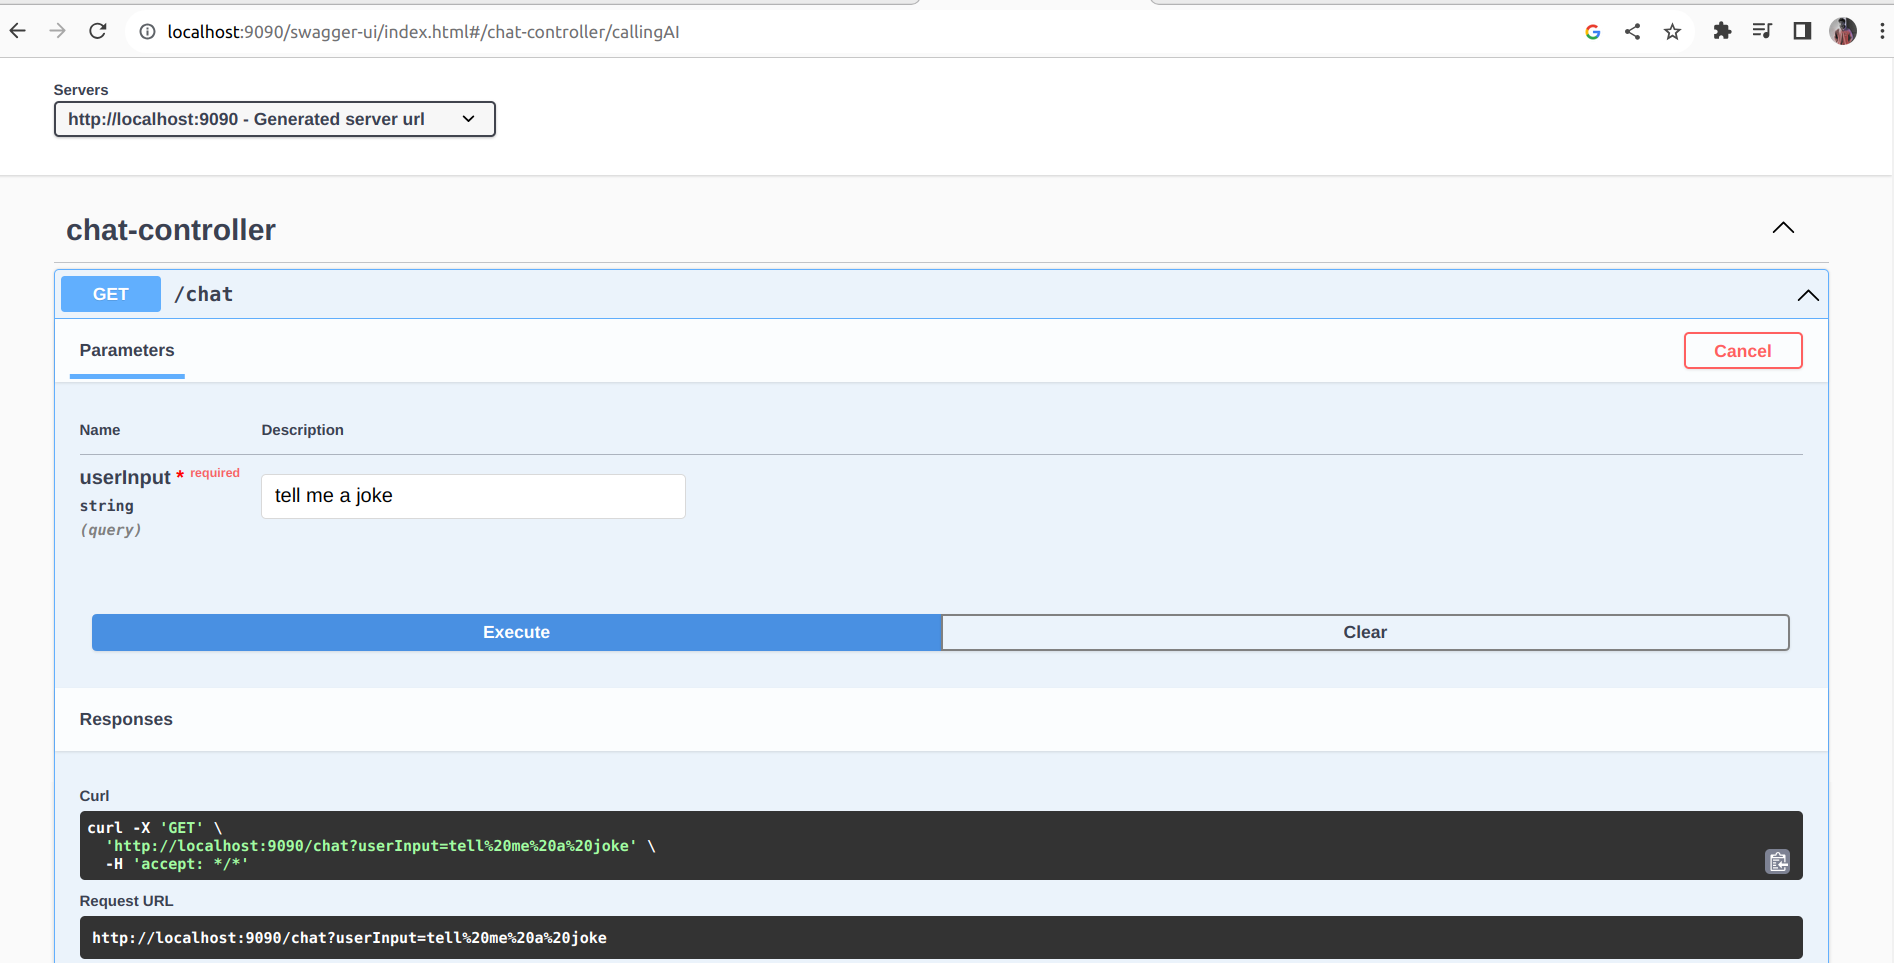 localhost:9090/swagger-ui/index.html#/chat-controller/callingAI
Servers
http://localhost:9090 - Generated server url
chat-controller
GET /chat
Parameters
Cancel
Name Description
userInput * required
tell me a joke
string
(query)
Execute Clear
Responses
Curl
curl -X 'GET' \
'http://localhost:9090/chat?userInput=tell%20me%20a%20joke' \
-H 'accept: */*'
Request URL
http://localhost:9090/chat?userInput=tell%20me%20a%20joke